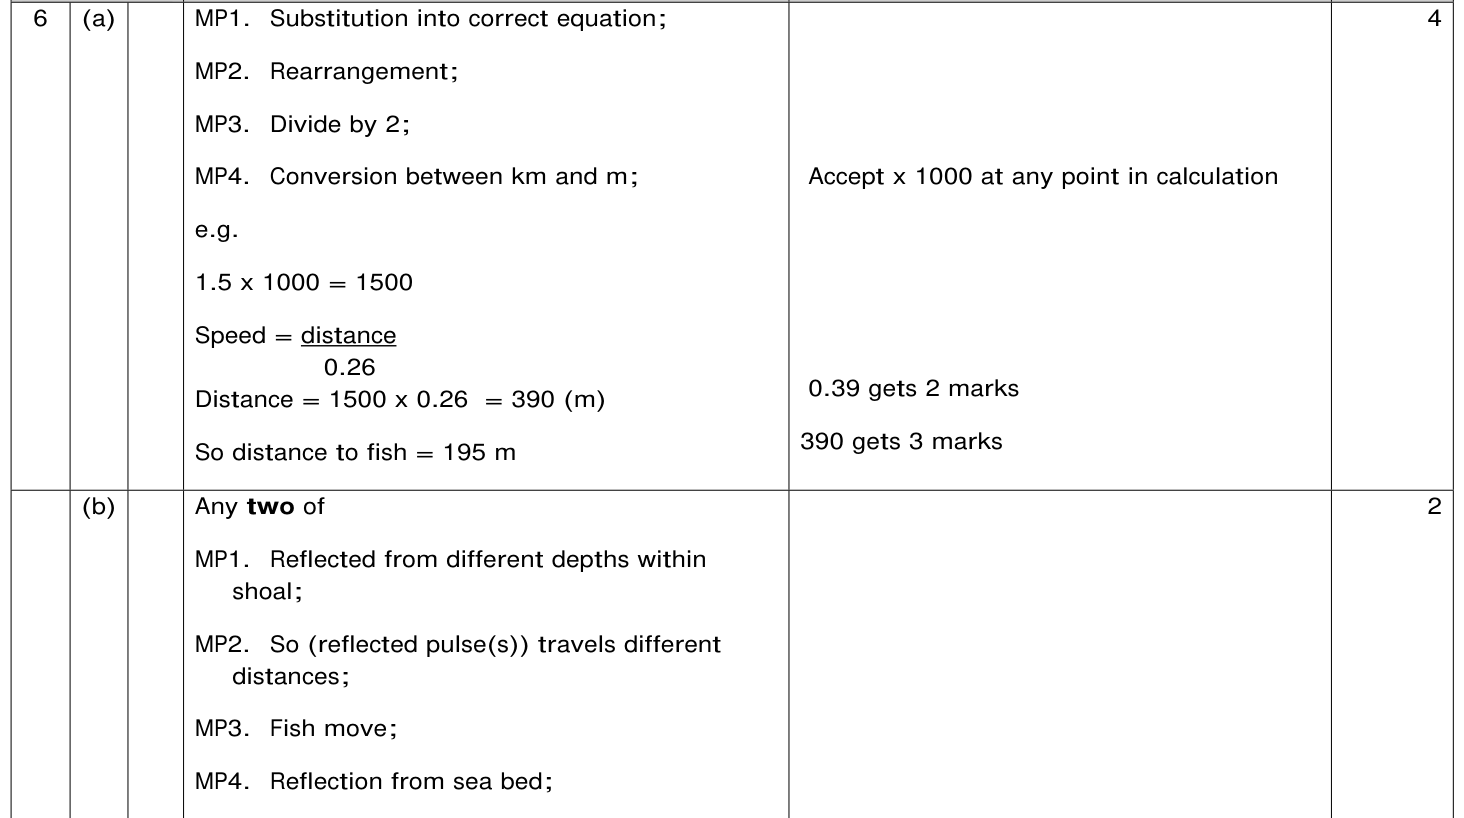 6 (a) MP1. Substitution into correct equation; 4
MP2. Rearrangement;
MP3. Divide by 2;
MP4. Conversion between km and m; Accept x 1000 at any point in calculation
e.g.
1.5 x 1000 = 1500
Speed = distance
0.26
Distance = 1500 x 0.26 = 390 (m) 0.39 gets 2 marks
So distance to fish = 195 m 390 gets 3 marks
(b) Any two of 2
MP1. Reflected from different depths within
shoal;
MP2. So (reflected pulse(s)) travels different
distances;
MP3. Fish move;
MP4. Reflection from sea bed;